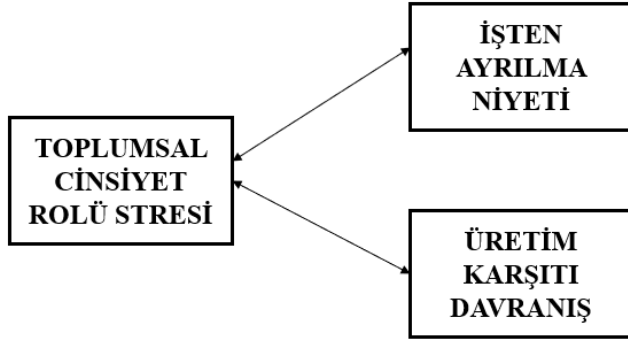 TOPLUMSAL
CİNSİYET
ROLÜ STRESİ
İŞTEN
AYRILMA
NİYETİ
ÜRETİM
KARŞITI
DAVRANIŞ